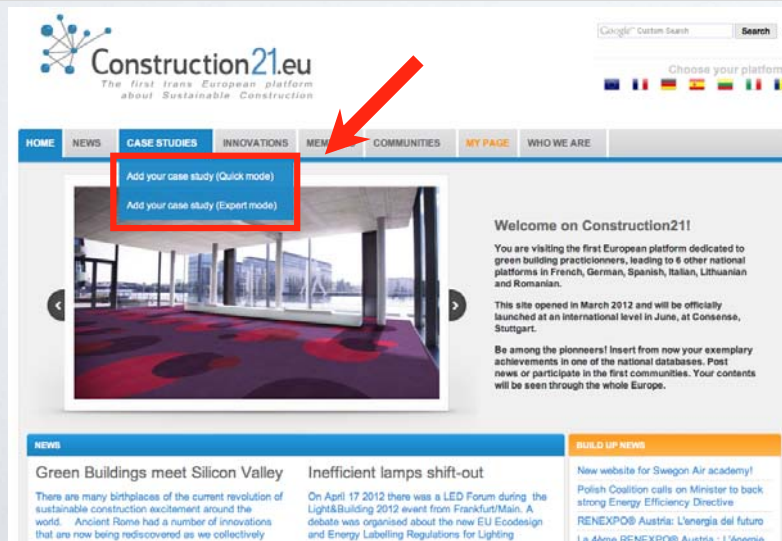 Google™ Custom Search
Search
Construction21.eu
The first trans European platform
about Sustainable Construction
Choose your platform
HOME NEWS CASE STUDIES INNOVATIONS COMMUNITIES MY PAGE WHO WE ARE
Add your case study (Quick mode)
Add your case study (Expert mode)
Welcome on Construction21!
You are visiting the first European platform dedicated to
green building practicionners, leading to 6 other national
platforms in French, German, Spanish, Italian, Lithuanian
and Romanian.
This site opened in March 2012 and will be officially
launched at an international level in June, at Consense,
Stuttgart.
Be among the pionneers! Insert from now your exemplary
achievements in one of the national databases. Post
news or participate in the first communities. Your contents
will be seen through the whole Europe.
NEWS
Green Buildings meet Silicon Valley
There are many birthplaces of the current revolution of
sustainable construction excitement around the
world. Ancient Rome had a number of innovations
that are now being rediscovered as we collectively
Inefficient lamps shift-out
On April 17 2012 there was a LED Forum during the
Light&Building 2012 event from Frankfurt/Main. A
debate was organised about the new EU Ecodesign
and Energy Labelling Regulations for Lighting
BUILD UP NEWS
New website for Swegon Air academy!
Polish Coalition calls on Minister to back
strong Energy Efficiency Directive
RENEXPO® Austria: L'energia del futuro
La 4ème RENEXPO® Austria : L'énergie